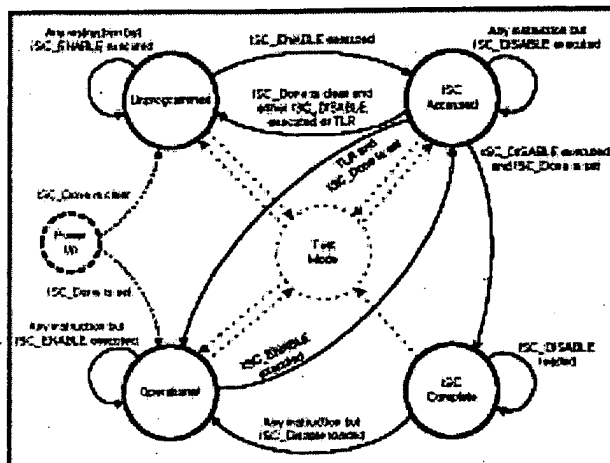 Any instruction but
ISC_ENABLE executed
ISC_ENABLE executed
Any instruction but
ISC_DISABLE executed
Unprogrammed
ISC_Done is clear and
either ISC_DISABLE
executed or TLR
ISC
Accessed
TLR and
ISC_Done is set
ISC_DISABLE executed
and ISC_Done is set
ISC_Done is clear
Power
Up
Test
Mode
ISC_Done is set
Any instruction but
ISC_ENABLE executed
ISC_ENABLE
executed
ISC_DISABLE
loaded
Operational
ISC
Complete
Any instruction but
ISC_Disable loaded